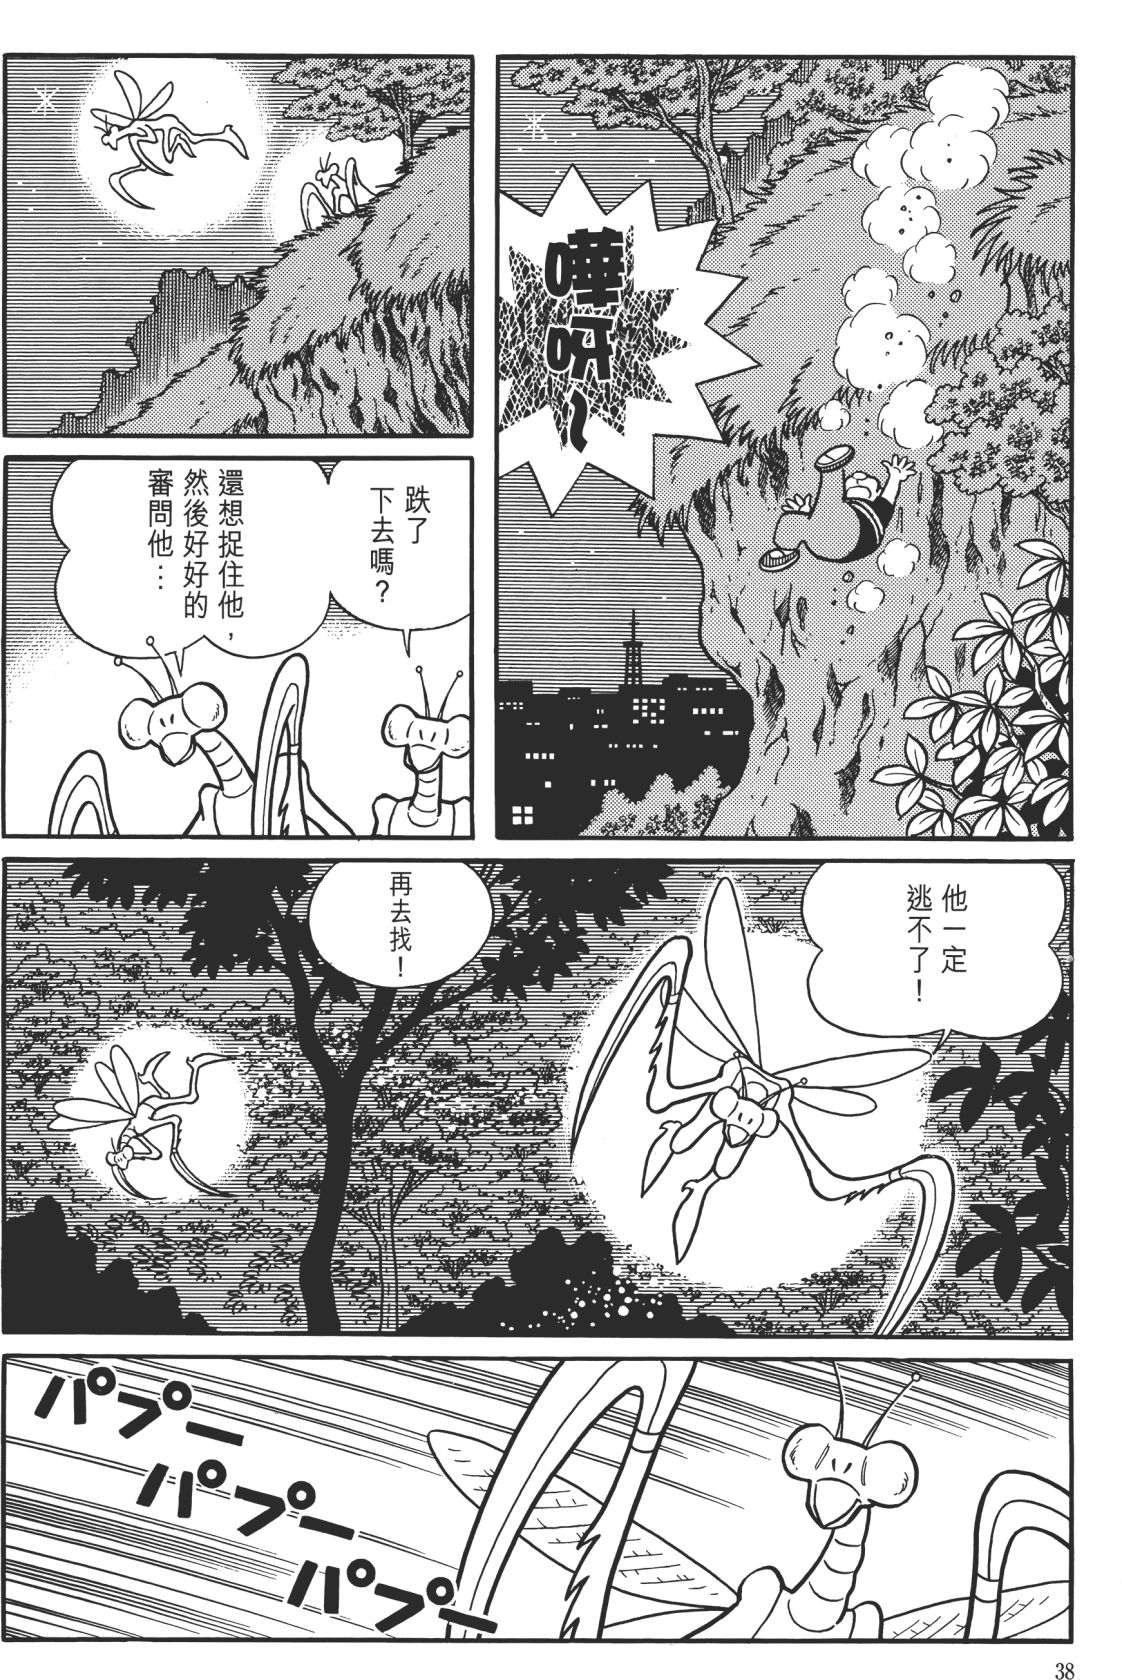 嘩呀～
跌了
下去嗎？
還想捉住他，
然後好好的
審問他…
他一定
逃不了！
再去找！
パプー
パプー
パプー
38